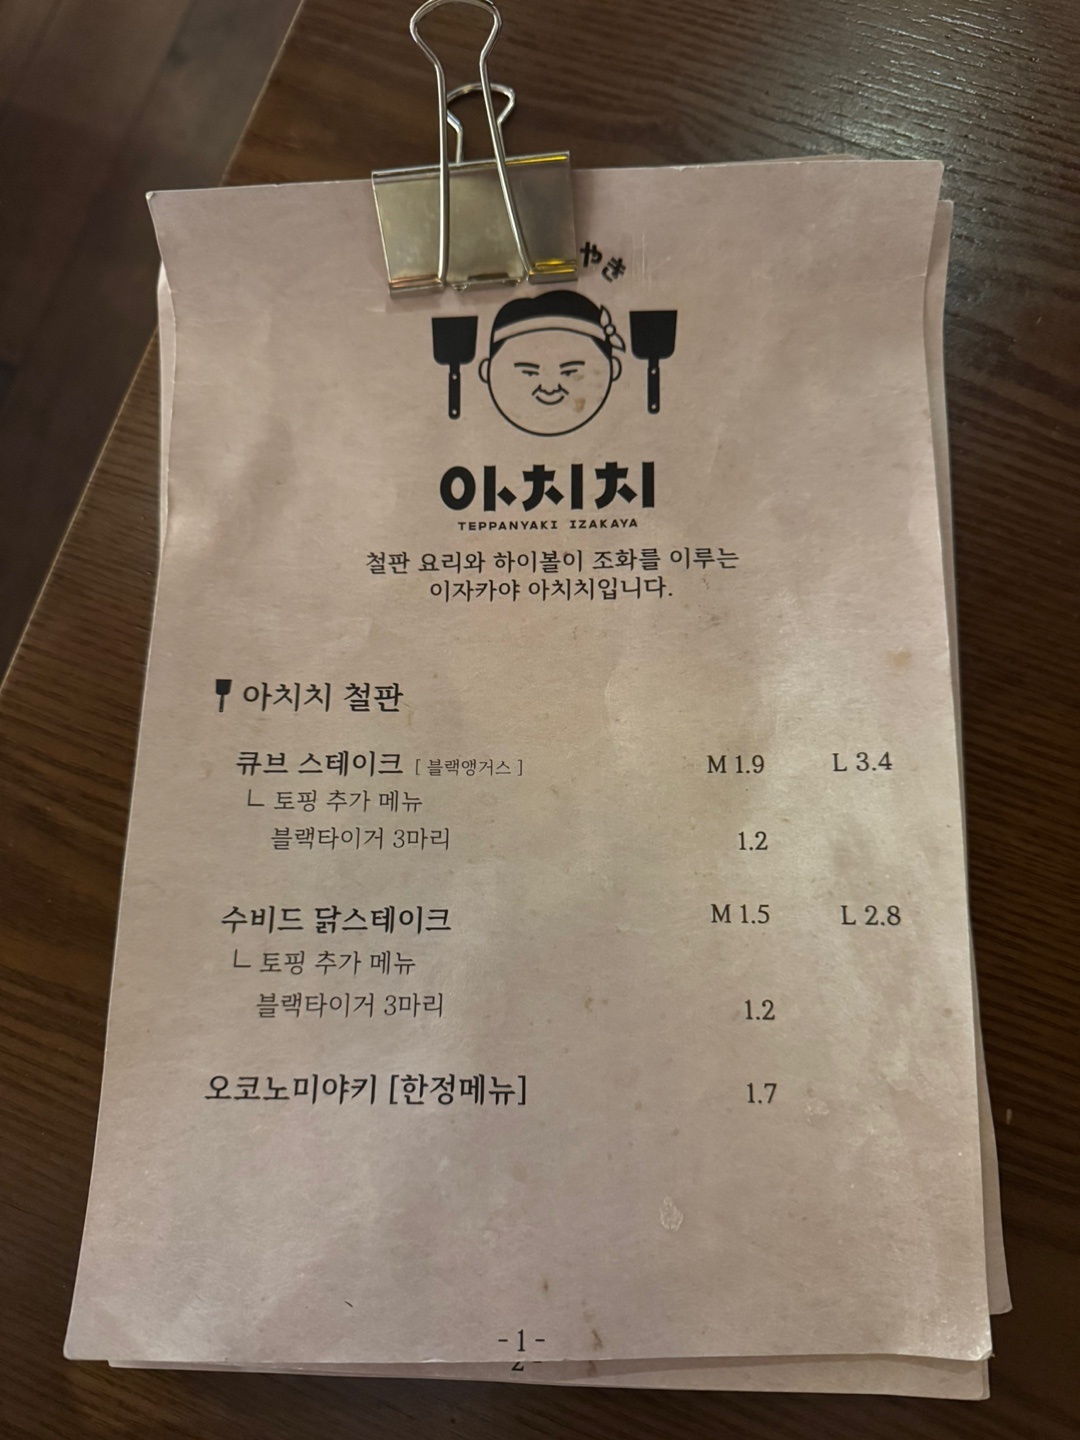 やき
아치치
TEPPANYAKI IZAKAYA
철판 요리와 하이볼이 조화를 이루는
이자카야 아치치입니다.
아치치 철판
큐브 스테이크 [ 블랙앵거스 ] M 1.9 L 3.4
ㄴ 토핑 추가 메뉴
블랙타이거 3마리 1.2
수비드 닭스테이크 M 1.5 L 2.8
ㄴ 토핑 추가 메뉴
블랙타이거 3마리 1.2
오코노미야키 [한정메뉴] 1.7
- 1 -
2 -